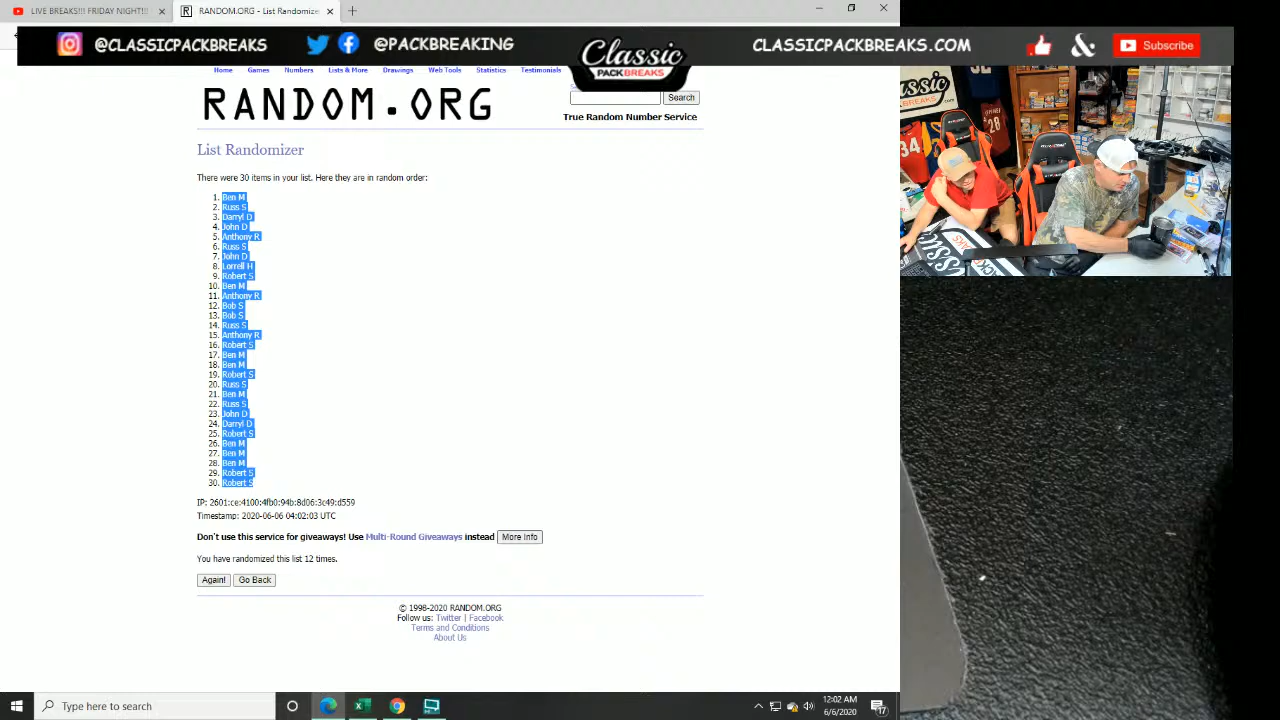 LIVE BREAKS!!! FRIDAY NIGHT!!!
RANDOM.ORG - List Randomizer
@CLASSICPACKBREAKS
@PACKBREAKING
Classic
PACK BREAKS
CLASSICPACKBREAKS.COM
&
Subscribe
Home Games Numbers Lists & More Drawings Web Tools Statistics Testimonials
RANDOM.ORG
Search
True Random Number Service
List Randomizer
There were 30 items in your list. Here they are in random order:
1. Ben M
2. Russ S
3. Darryl D
4. John D
5. Anthony R
6. Russ S
7. John D
8. Lorrell H
9. Robert S
10. Ben M
11. Anthony R
12. Bob S
13. Bob S
14. Russ S
15. Anthony R
16. Robert S
17. Ben M
18. Ben M
19. Robert S
20. Russ S
21. Ben M
22. Russ S
23. John D
24. Darryl D
25. Robert S
26. Ben M
27. Ben M
28. Ben M
29. Robert S
30. Robert S
IP: 2601:ce:4100:4fb0:94b:8d06:3c49:d559
Timestamp: 2020-06-06 04:02:03 UTC
Don't use this service for giveaways! Use Multi-Round Giveaways instead More Info
You have randomized this list 12 times.
Again! Go Back
© 1998-2020 RANDOM.ORG
Follow us: Twitter | Facebook
Terms and Conditions
About Us
Classic
PACK BREAKS
34
28
Type here to search
12:02 AM
6/6/2020
17